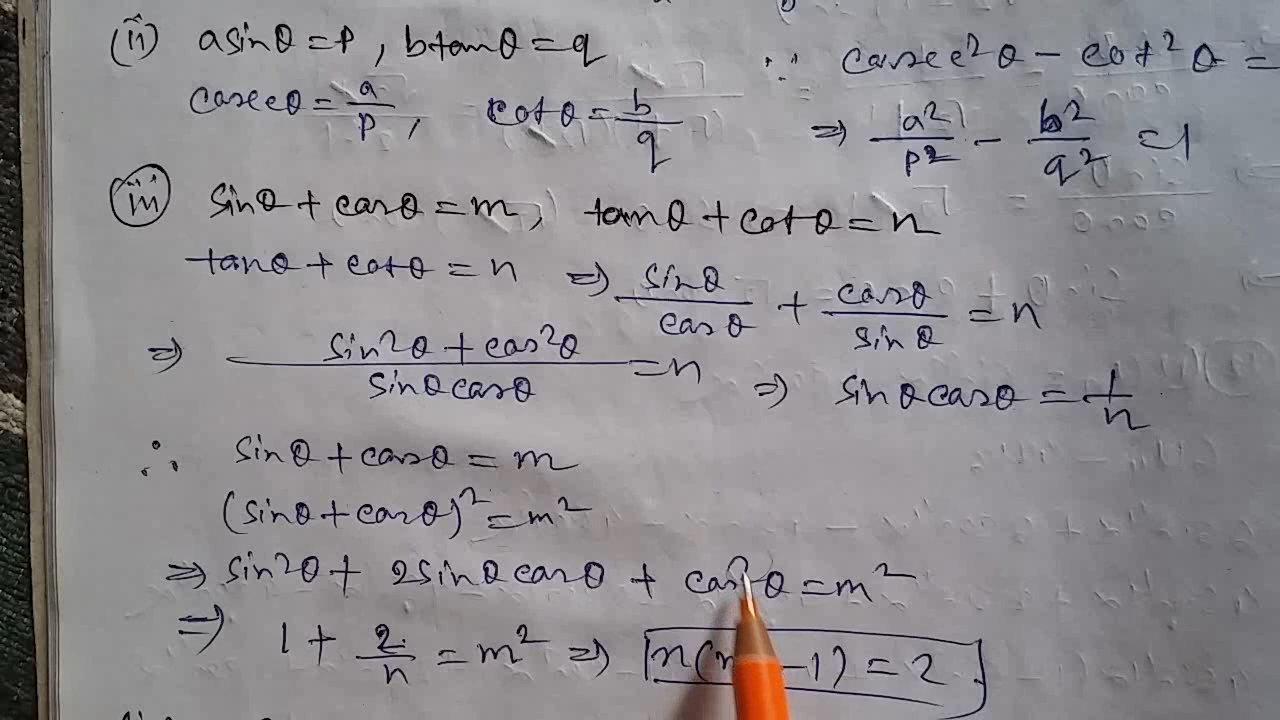 (ii) asinθ = p, btanθ = q
∵ cosec²θ - cot²θ =
cosecθ = a/p, cotθ = b/q
⇒ a²/p² - b²/q² = 1
(iii) sinθ + cosθ = m, tanθ + cotθ = n
tanθ + cotθ = n ⇒ sinθ/cosθ + cosθ/sinθ = n
⇒ sin²θ + cos²θ/sinθcosθ = n ⇒ sinθcosθ = 1/n
∴ sinθ + cosθ = m
(sinθ + cosθ)² = m²
⇒ sin²θ + 2sinθcosθ + cos²θ = m²
⇒ 1 + 2/n = m² ⇒ n(m² - 1) = 2